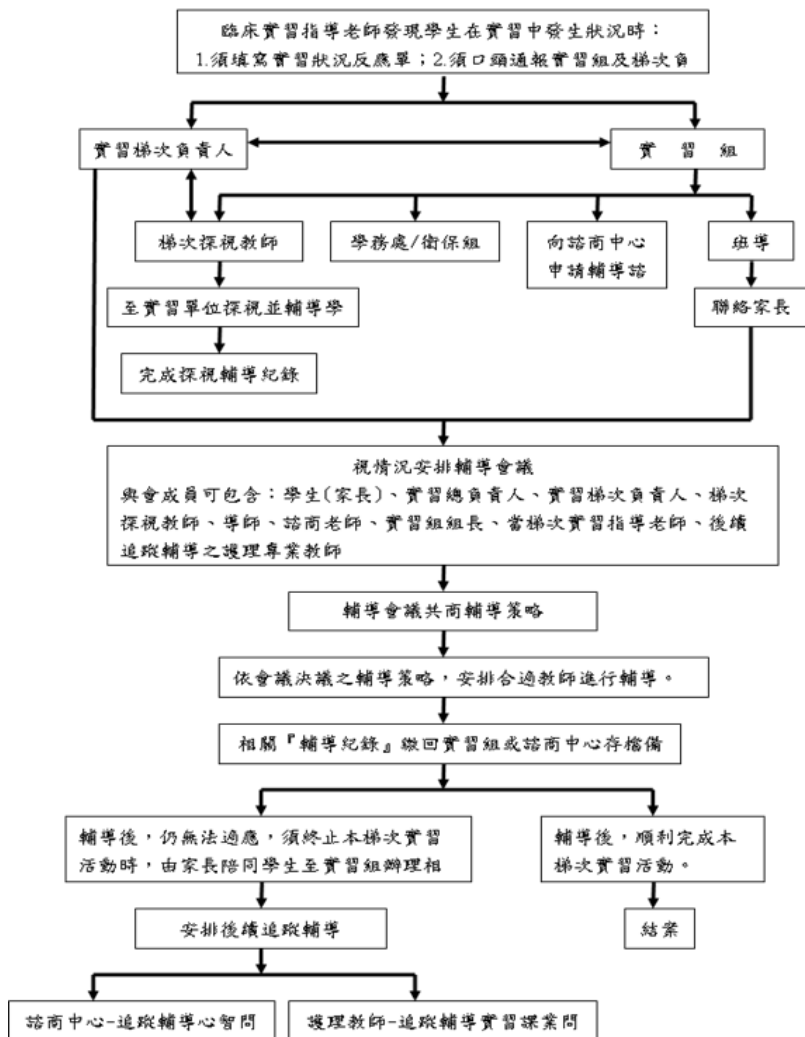 臨床實習指導老師發現學生在實習中發生狀況時：
1.須填寫實習狀況反應單；2.須口頭通報實習組及梯次負
實習梯次負責人
實 習 組
梯次探視教師
學務處/衛保組
向諮商中心
申請輔導諮
班導
至實習單位探視並輔導學
聯絡家長
完成探視輔導紀錄
視情況安排輔導會議
與會成員可包含：學生(家長)、實習總負責人、實習梯次負責人、梯次
探視教師、導師、諮商老師、實習組組長、當梯次實習指導老師、後續
追蹤輔導之護理專業教師
輔導會議共商輔導策略
依會議決議之輔導策略，安排合適教師進行輔導。
相關『輔導紀錄』繳回實習組或諮商中心存檔備
輔導後，仍無法適應，須終止本梯次實習
活動時，由家長陪同學生至實習組辦理相
輔導後，順利完成本
梯次實習活動。
安排後續追蹤輔導
結案
諮商中心-追蹤輔導心智問
護理教師-追蹤輔導實習課業問